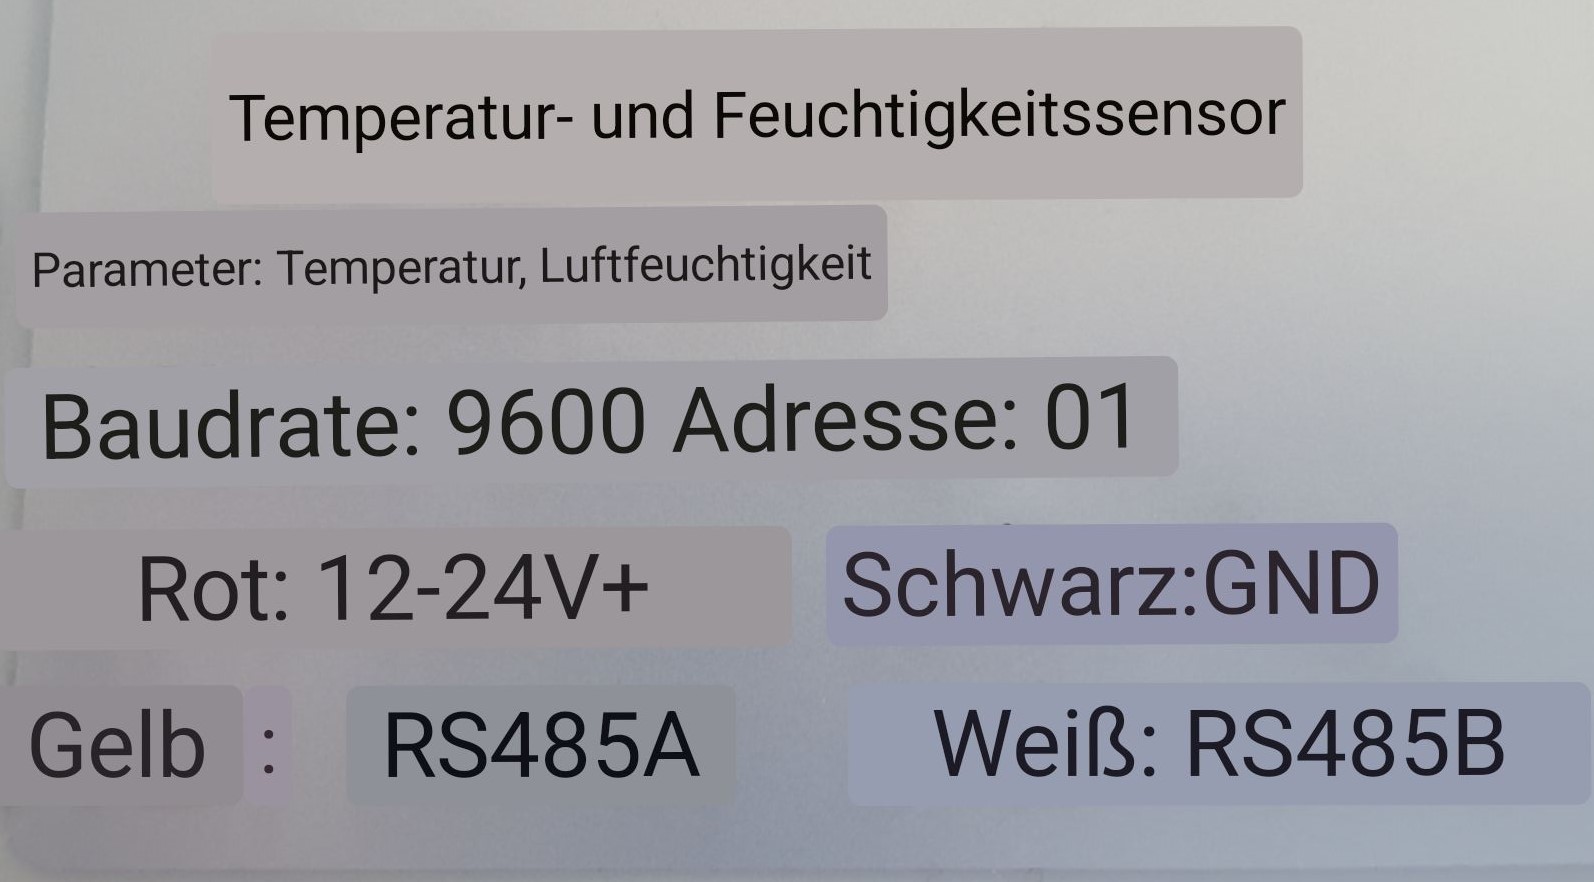 Temperatur- und Feuchtigkeitssensor
Parameter: Temperatur, Luftfeuchtigkeit
Baudrate: 9600 Adresse: 01
Rot: 12-24V+ Schwarz:GND
Gelb : RS485A Weiß: RS485B